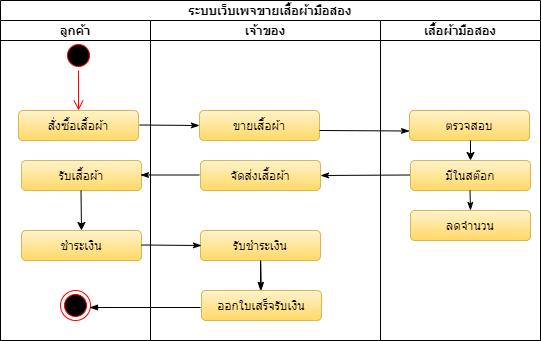 ระบบเว็บเพจขายเสื้อผ้ามือสอง
ลูกค้า
เจ้าของ
เสื้อผ้ามือสอง
สั่งซื้อเสื้อผ้า
ขายเสื้อผ้า
ตรวจสอบ
รับเสื้อผ้า
จัดส่งเสื้อผ้า
มีในสต๊อก
ลดจำนวน
ชำระเงิน
รับชำระเงิน
ออกใบเสร็จรับเงิน